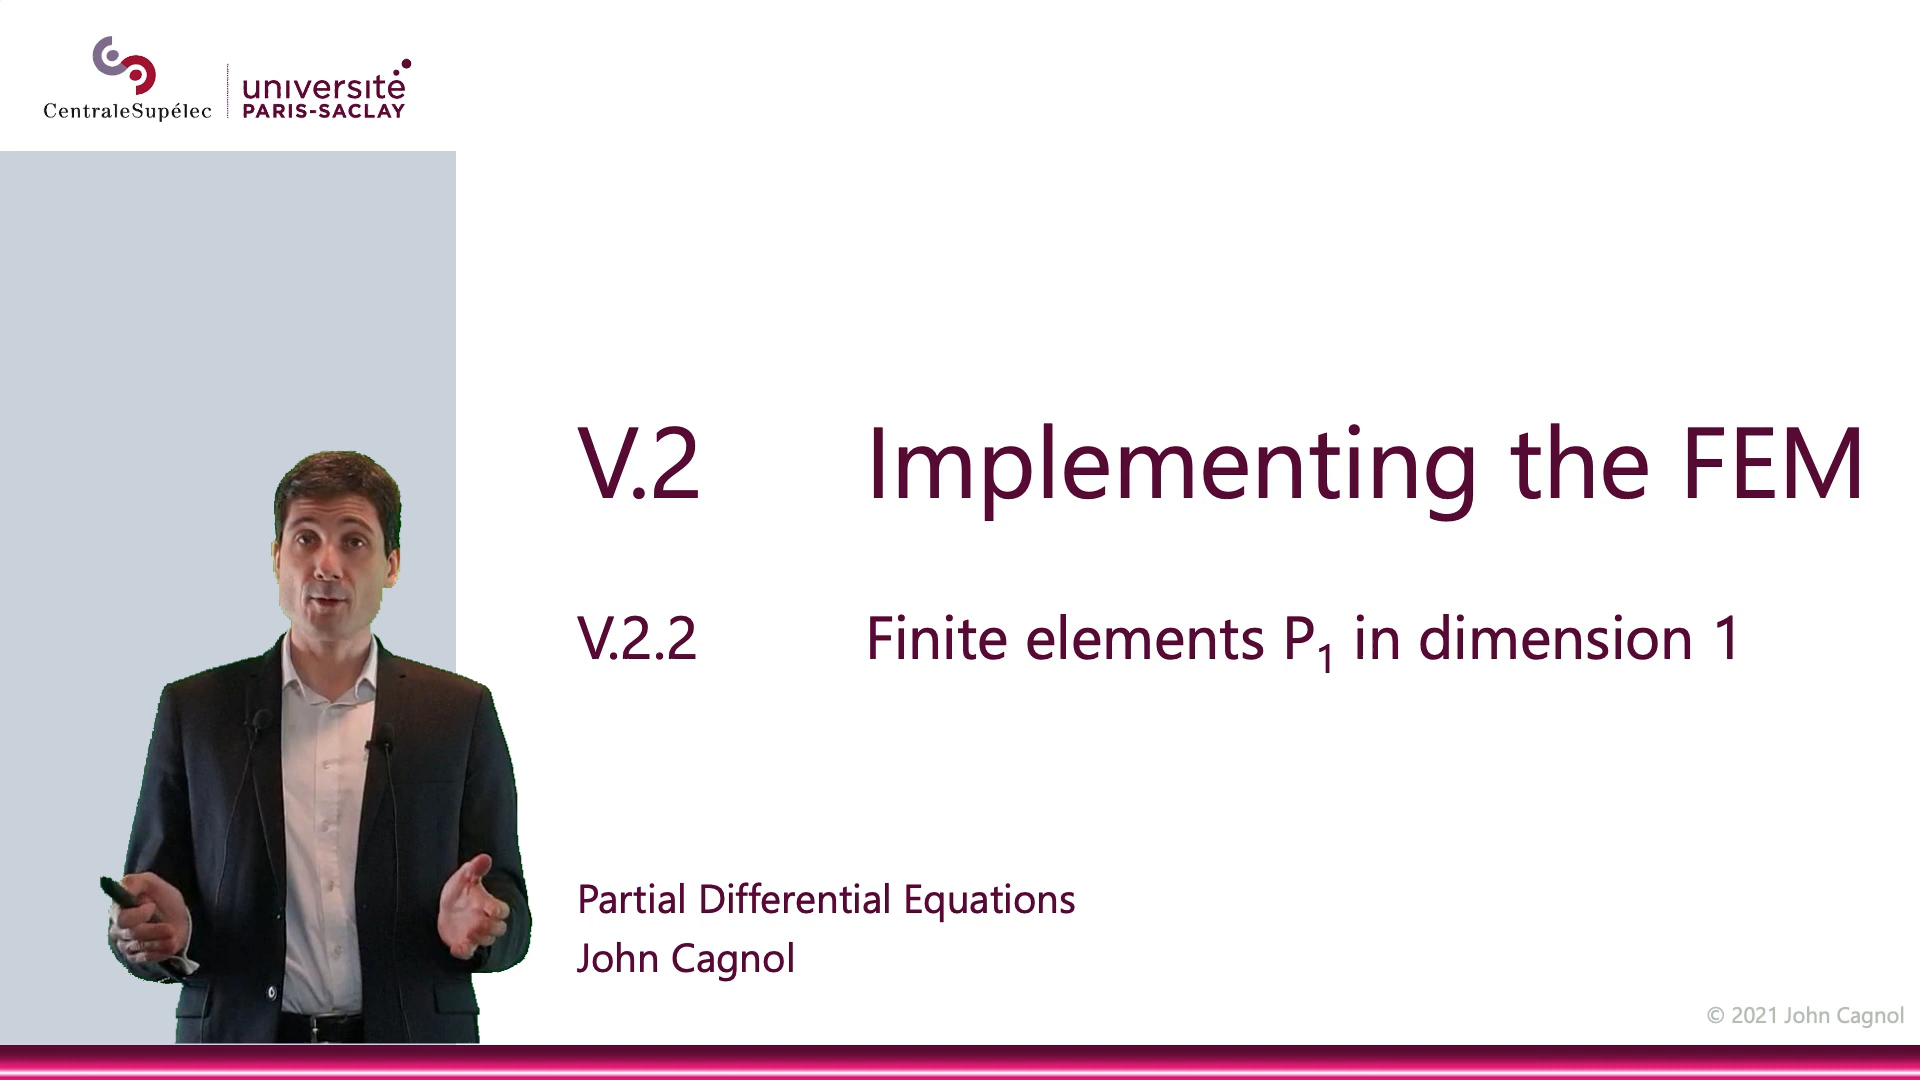 CentraleSupélec
université
PARIS-SACLAY
V.2 Implementing the FEM
V.2.2 Finite elements P₁ in dimension 1
Partial Differential Equations
John Cagnol
© 2021 John Cagnol